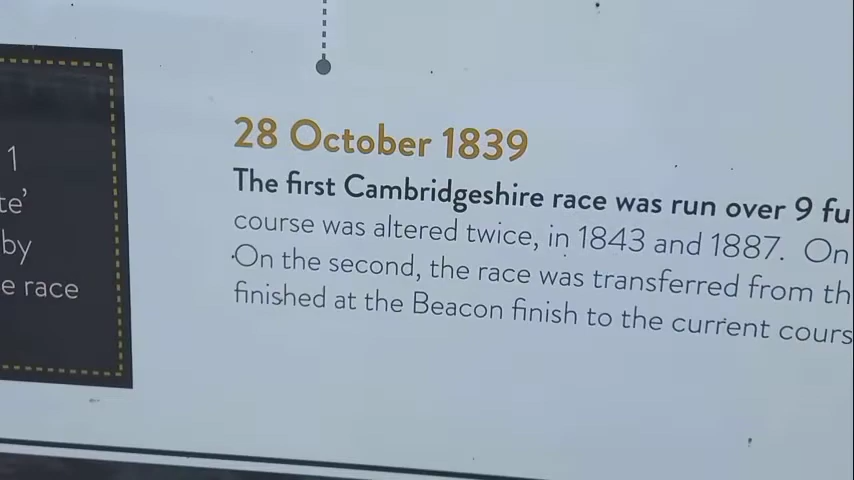 1
te'
by
e race
28 October 1839
The first Cambridgeshire race was run over 9 fu
course was altered twice, in 1843 and 1887. On
On the second, the race was transferred from th
finished at the Beacon finish to the current cours